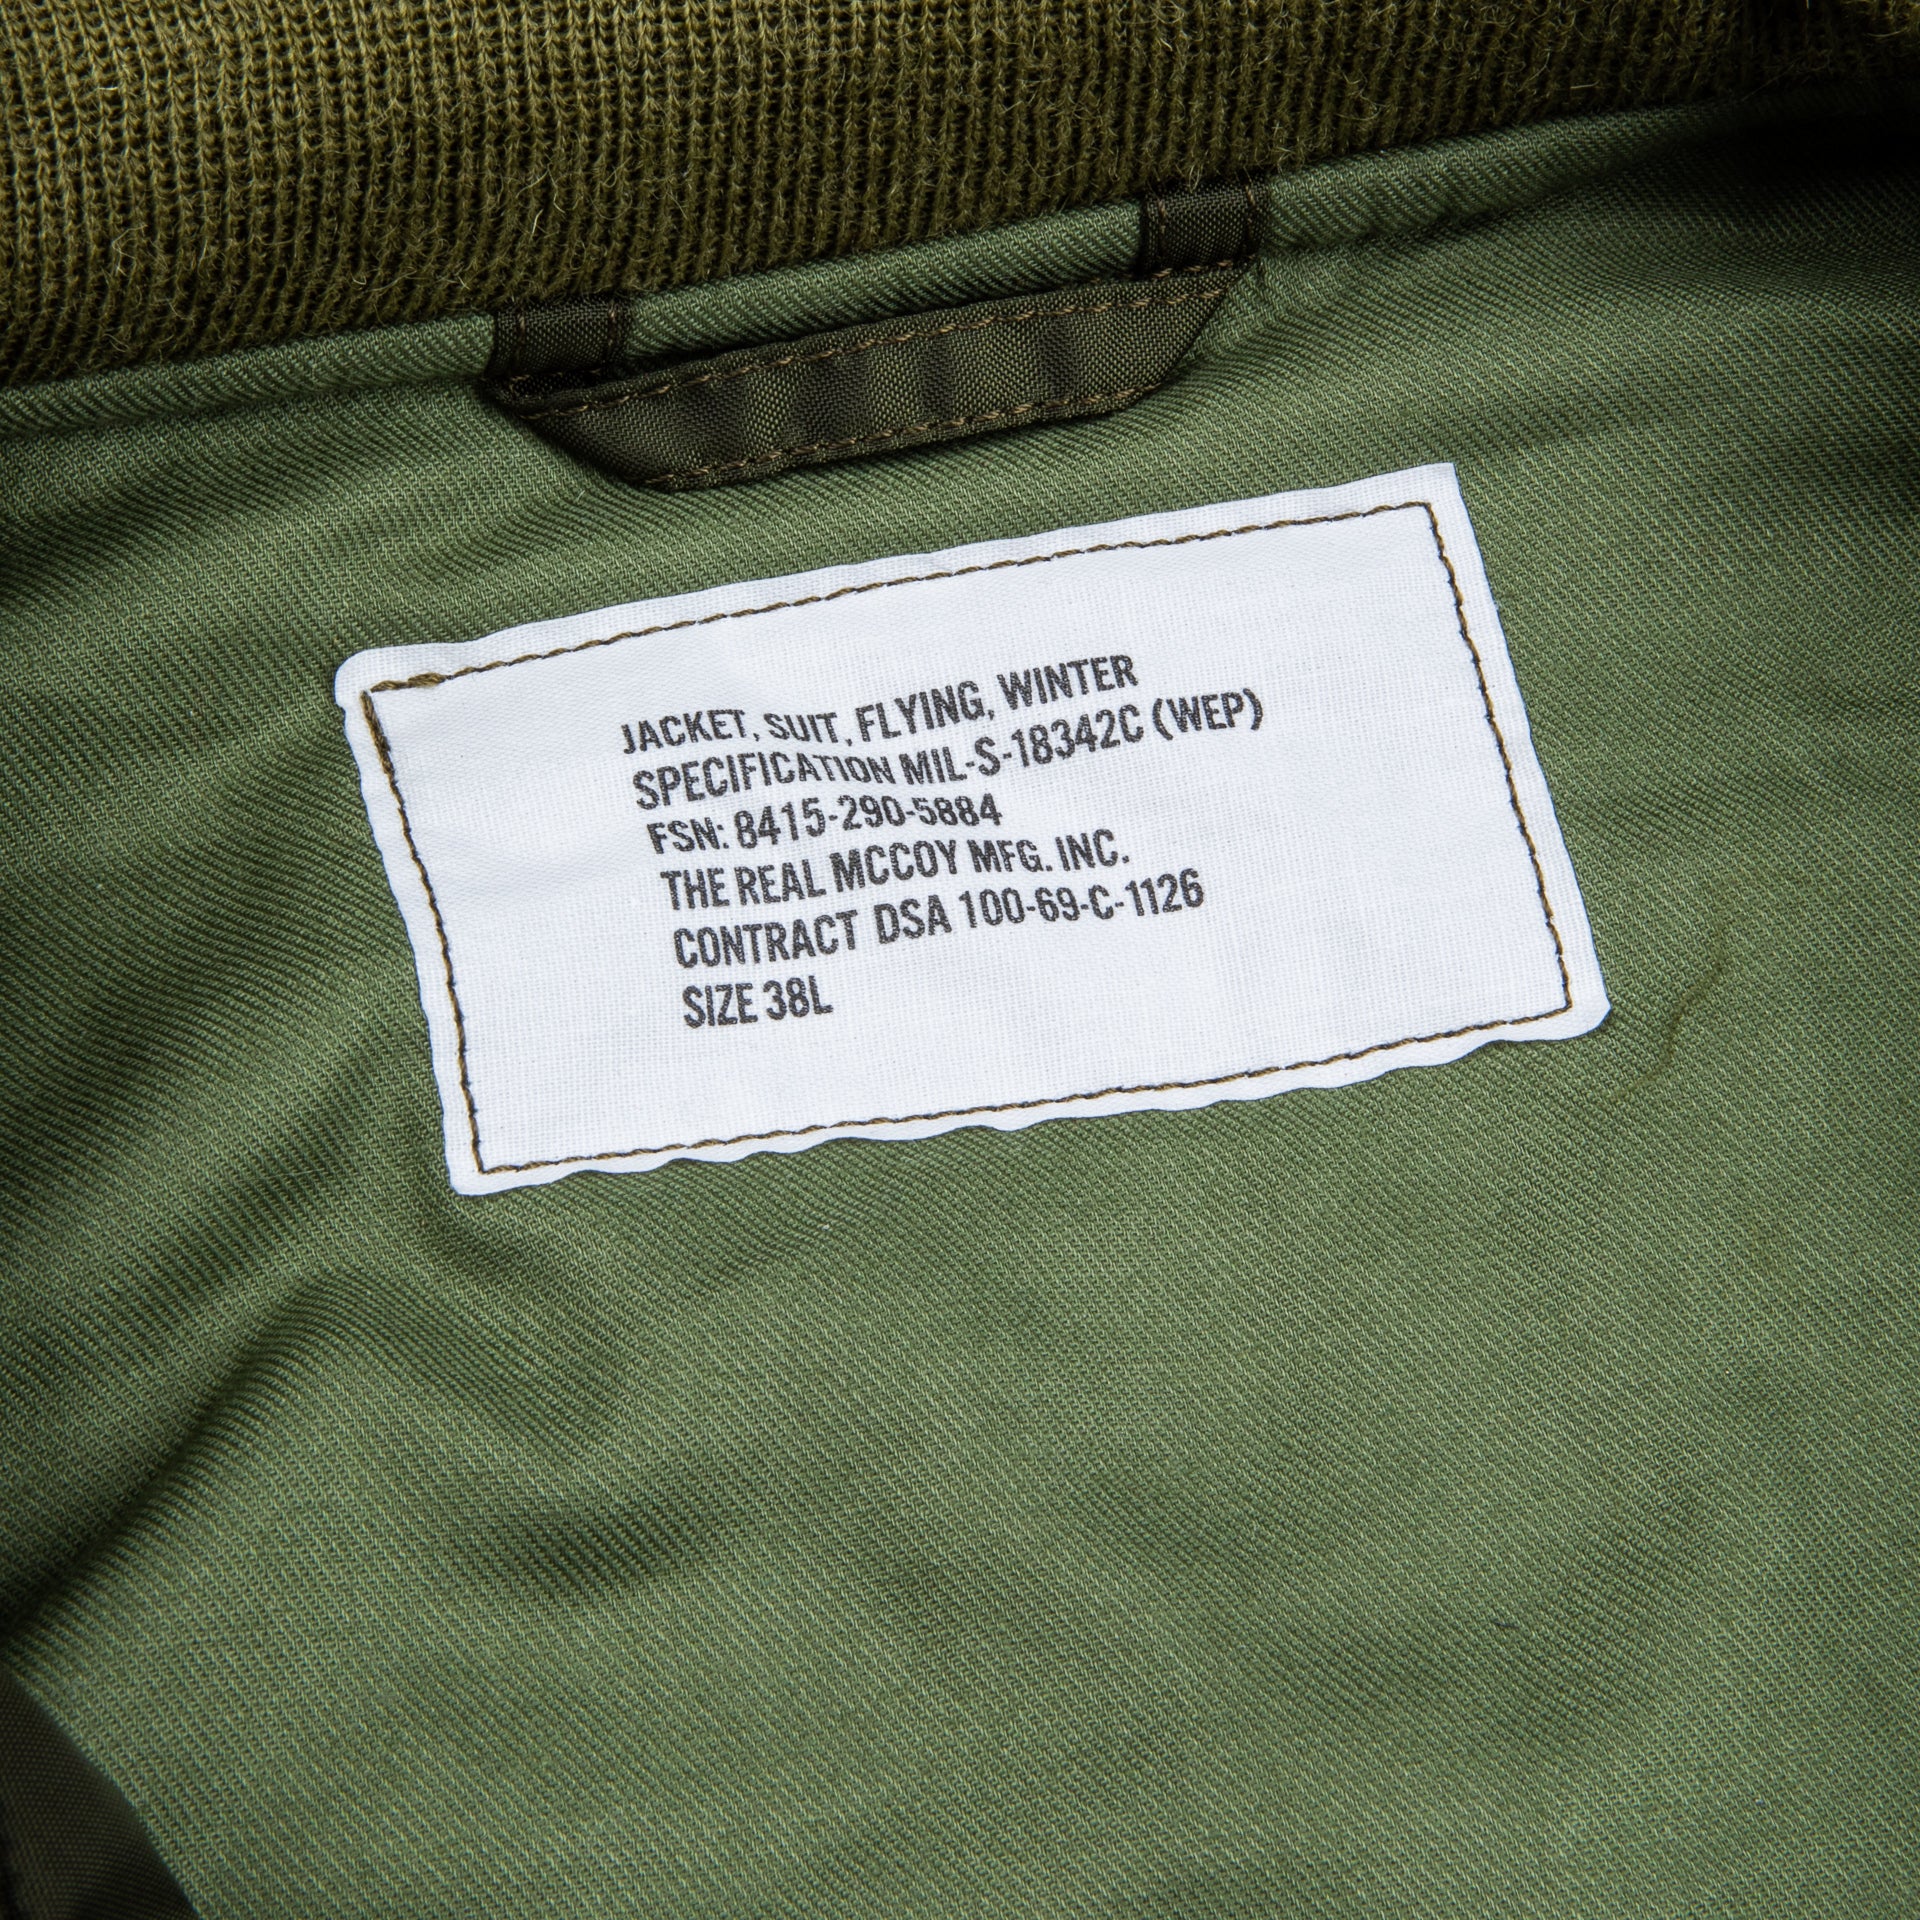 JACKET, SUIT, FLYING, WINTER
SPECIFICATION MIL-S-18342C (WEP)
FSN: 8415-290-5884
THE REAL MCCOY MFG. INC.
CONTRACT DSA 100-69-C-1126
SIZE 38L